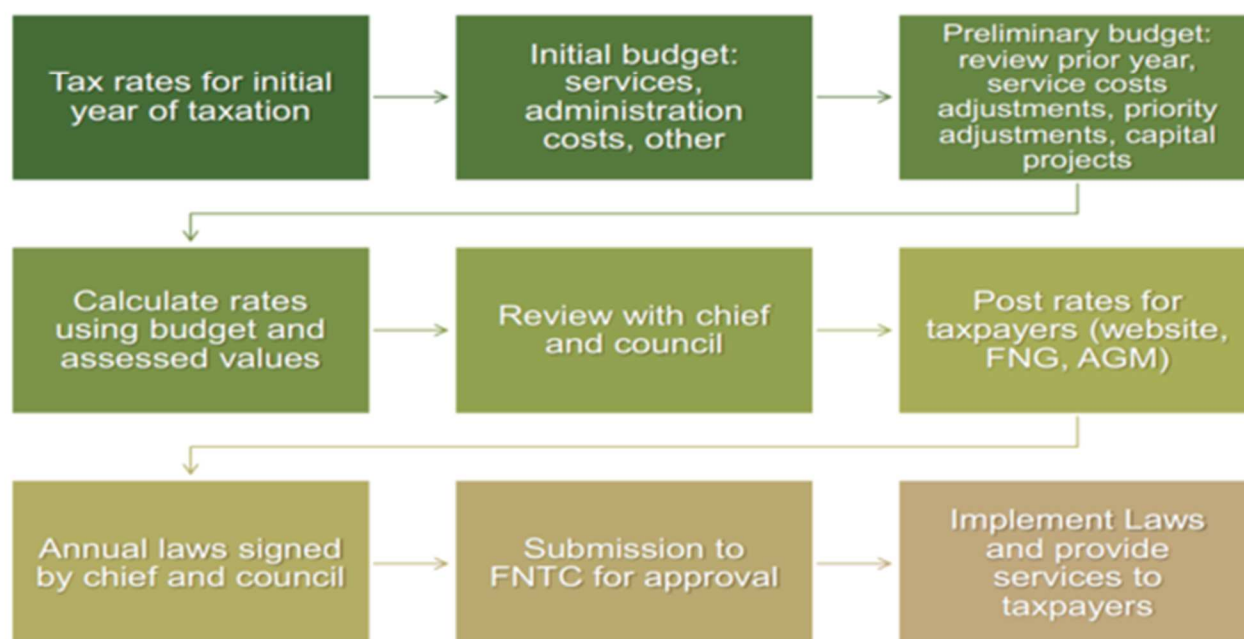 Tax rates for initial
year of taxation
Initial budget:
services,
administration
costs, other
Preliminary budget:
review prior year,
service costs
adjustments, priority
adjustments, capital
projects
Calculate rates
using budget and
assessed values
Review with chief
and council
Post rates for
taxpayers (website,
FNG, AGM)
Annual laws signed
by chief and council
Submission to
FNTC for approval
Implement Laws
and provide
services to
taxpayers